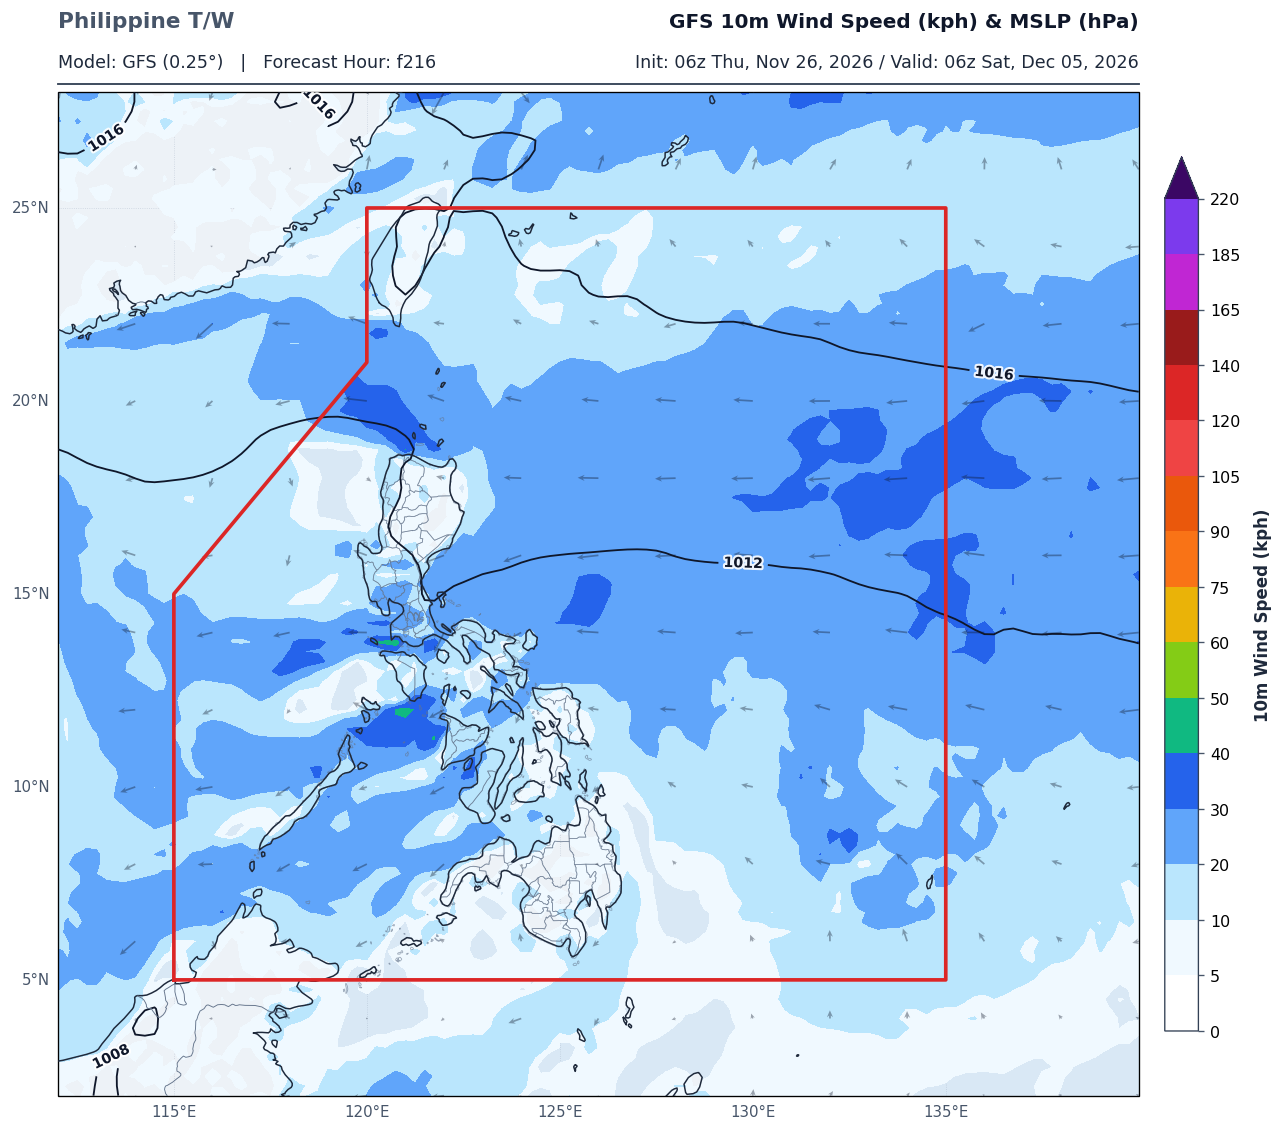 Philippine T/W
GFS 10m Wind Speed (kph) & MSLP (hPa)
Model: GFS (0.25°) | Forecast Hour: f216
Init: 06z Thu, Nov 26, 2026 / Valid: 06z Sat, Dec 05, 2026
1016
1016
25°N
20°N
15°N
10°N
5°N
1016
1012
1008
115°E
120°E
125°E
130°E
135°E
220
185
165
140
120
105
90
75
60
50
40
30
20
10
5
0
10m Wind Speed (kph)